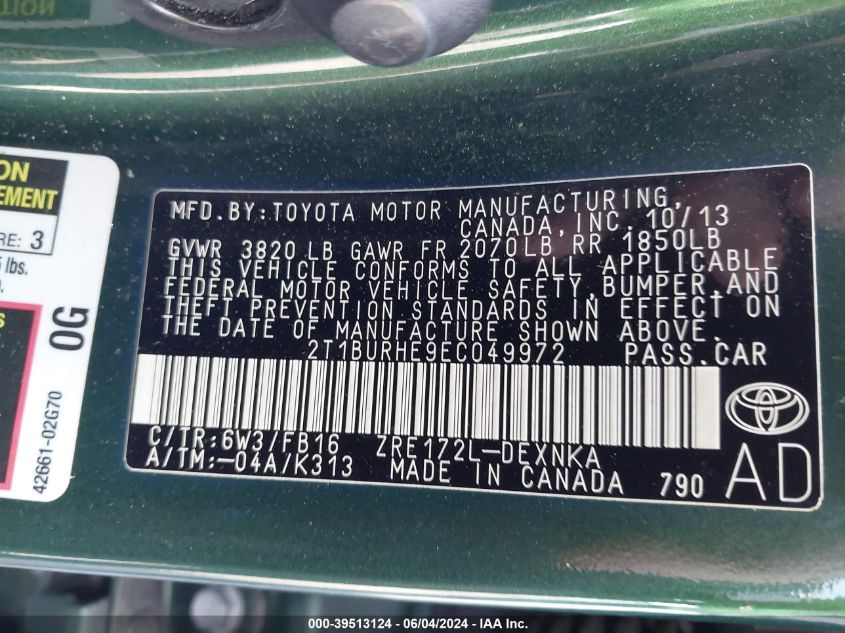 ON
EMENT
RE: 3
lbs.
0G
42661-02G70
MFD.BY:TOYOTA MOTOR MANUFACTURING,
CANADA, INC. 10/13
GVWR 3820 LB GAWR FR 2070LB RR 1850LB
THIS VEHICLE CONFORMS TO ALL APPLICABLE
FEDERAL MOTOR VEHICLE SAFETY, BUMPER, AND
THEFT PREVENTION STANDARDS IN EFFECT ON
THE DATE OF MANUFACTURE SHOWN ABOVE.
2T1BURHE9EC049972 PASS.CAR
C/TR:6W3/FB16 ZRE172L-DEXNKA
A/TM:-04A/K313 MADE IN CANADA 790
AD
000-39513124 - 06/04/2024 - IAA Inc.